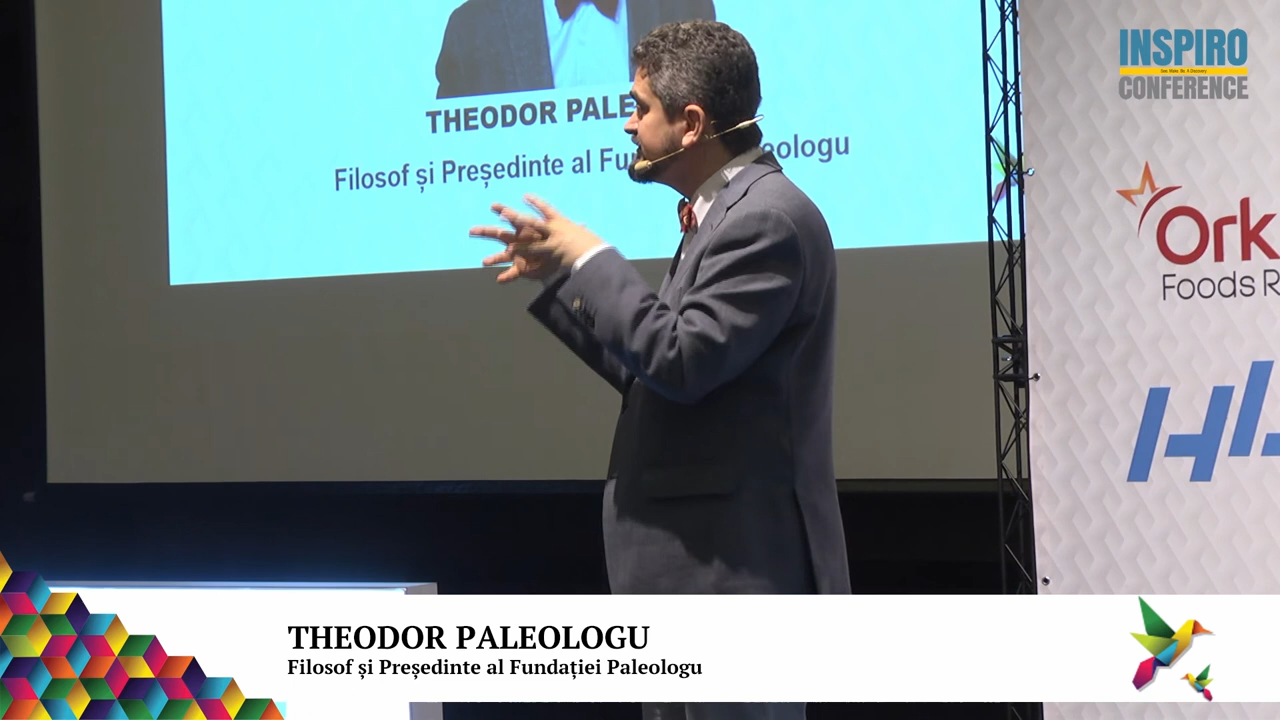 THEODOR PALE
Filosof și Președinte al Fu
eologu
INSPIRO
CONFERENCE
Ork
Foods R
THEODOR PALEOLOGU
Filosof și Președinte al Fundației Paleologu